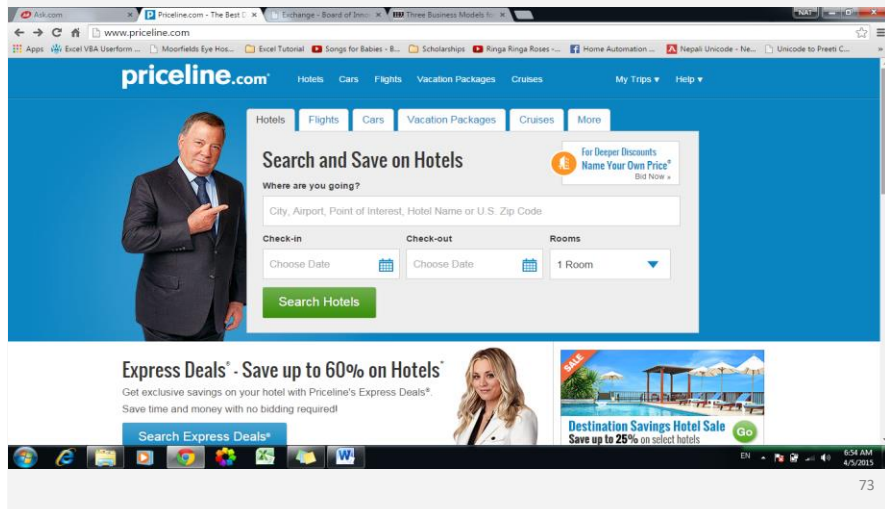 Ask.com
Priceline.com - The Best
Exchange - Board of Innov
Three Business Models fo
NAT
www.priceline.com
Apps
Excel VBA Userform ...
Moorfields Eye Hos...
Excel Tutorial
Songs for Babies - B...
Scholarships
Ringa Ringa Roses -...
Home Automation ...
Nepali Unicode - Ne...
Unicode to Preeti C...
priceline.com
Hotels Cars Flights Vacation Packages Cruises My Trips Help
Hotels Flights Cars Vacation Packages Cruises More
Search and Save on Hotels
For Deeper Discounts
Name Your Own Price®
Bid Now »
Where are you going?
City, Airport, Point of Interest, Hotel Name or U.S. Zip Code
Check-in Check-out Rooms
Choose Date Choose Date 1 Room
Search Hotels
Express Deals® - Save up to 60% on Hotels*
Get exclusive savings on your hotel with Priceline's Express Deals®.
Save time and money with no bidding required!
Search Express Deals®
SALE
Destination Savings Hotel Sale
Save up to 25% on select hotels
Go
EN
6:54 AM
4/5/2015
73